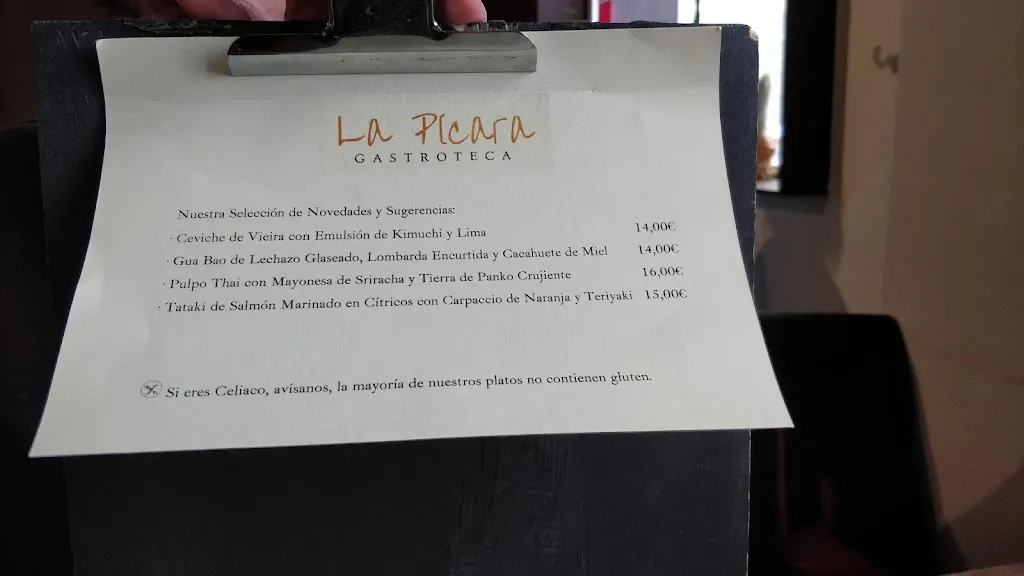 La Pícara
GASTROTECA
Nuestra Selección de Novedades y Sugerencias:
· Ceviche de Vieira con Emulsión de Kimuchi y Lima 14,00€
· Gua Bao de Lechazo Glaseado, Lombarda Encurtida y Cacahuete de Miel 14,00€
· Pulpo Thai con Mayonesa de Sriracha y Tierra de Panko Crujiente 16,00€
· Tataki de Salmón Marinado en Cítricos con Carpaccio de Naranja y Teriyaki 15,00€
Si eres Celiaco, avísanos, la mayoría de nuestros platos no contienen gluten.